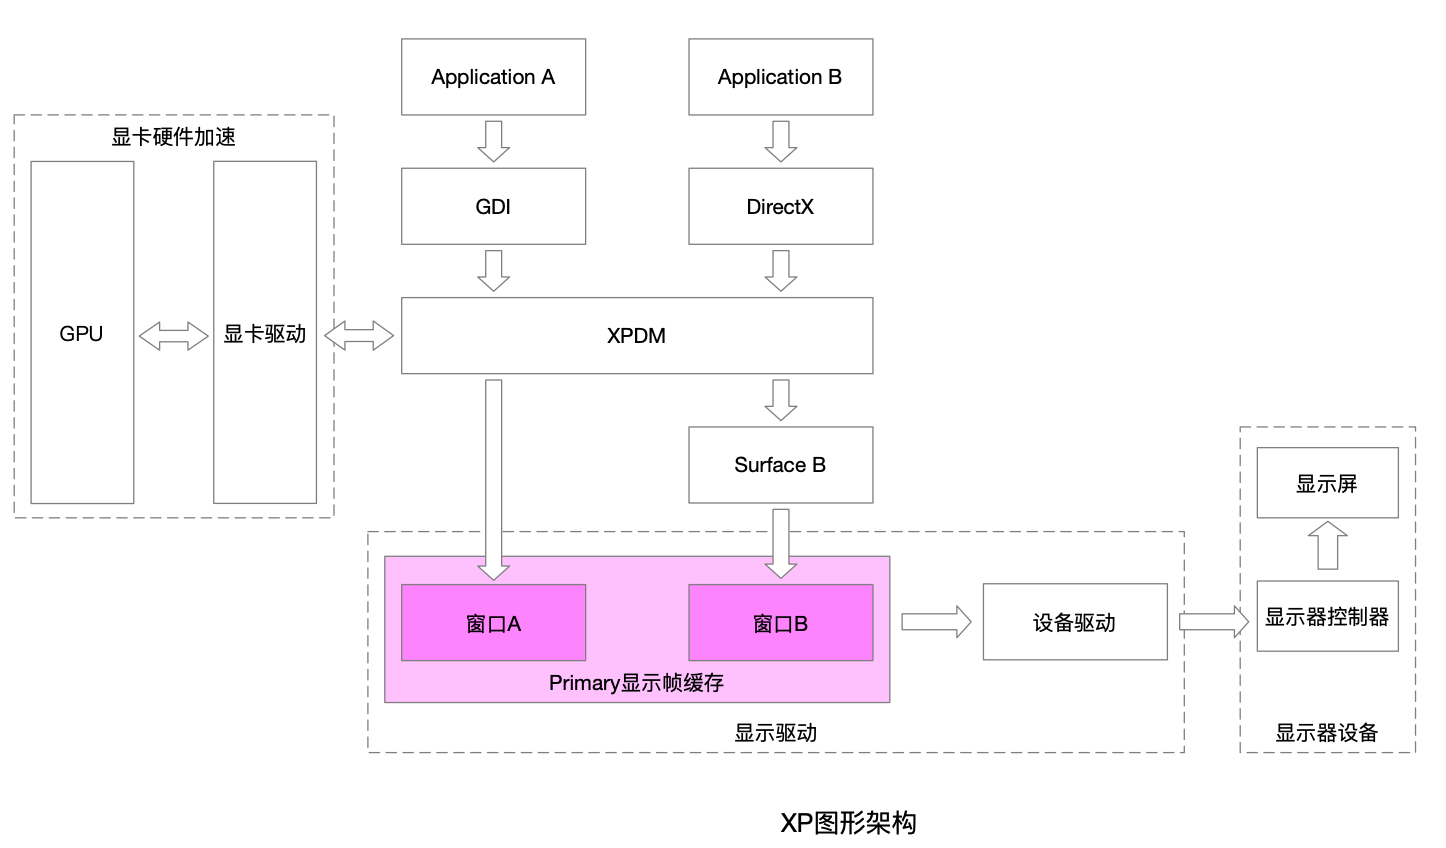 Application A
Application B
显卡硬件加速
GDI
DirectX
GPU
显卡驱动
XPDM
Surface B
显示屏
窗口A
窗口B
设备驱动
显示器控制器
Primary显示帧缓存
显示驱动
显示器设备
XP图形架构